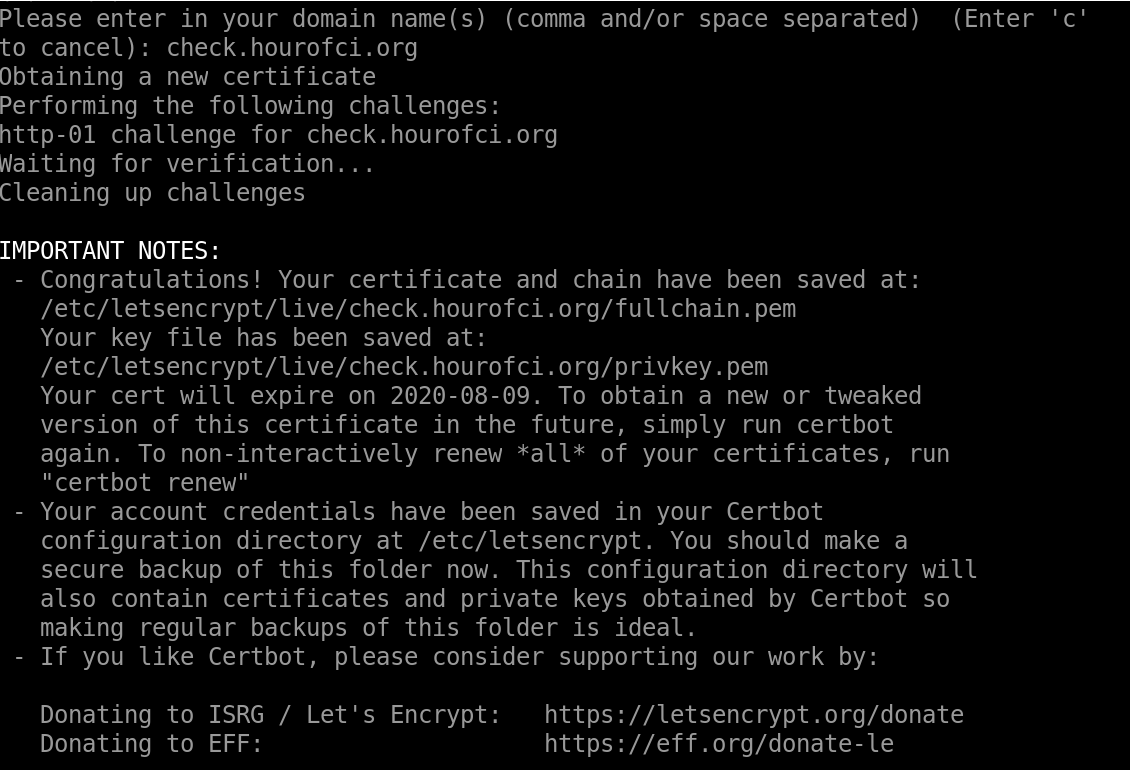 Please enter in your domain name(s) (comma and/or space separated)  (Enter 'c'
to cancel): check.hourofci.org
Obtaining a new certificate
Performing the following challenges:
http-01 challenge for check.hourofci.org
Waiting for verification...
Cleaning up challenges

IMPORTANT NOTES:
 - Congratulations! Your certificate and chain have been saved at:
   /etc/letsencrypt/live/check.hourofci.org/fullchain.pem
   Your key file has been saved at:
   /etc/letsencrypt/live/check.hourofci.org/privkey.pem
   Your cert will expire on 2020-08-09. To obtain a new or tweaked
   version of this certificate in the future, simply run certbot
   again. To non-interactively renew *all* of your certificates, run
   "certbot renew"
 - Your account credentials have been saved in your Certbot
   configuration directory at /etc/letsencrypt. You should make a
   secure backup of this folder now. This configuration directory will
   also contain certificates and private keys obtained by Certbot so
   making regular backups of this folder is ideal.
 - If you like Certbot, please consider supporting our work by:

   Donating to ISRG / Let's Encrypt:   https://letsencrypt.org/donate
   Donating to EFF:                    https://eff.org/donate-le